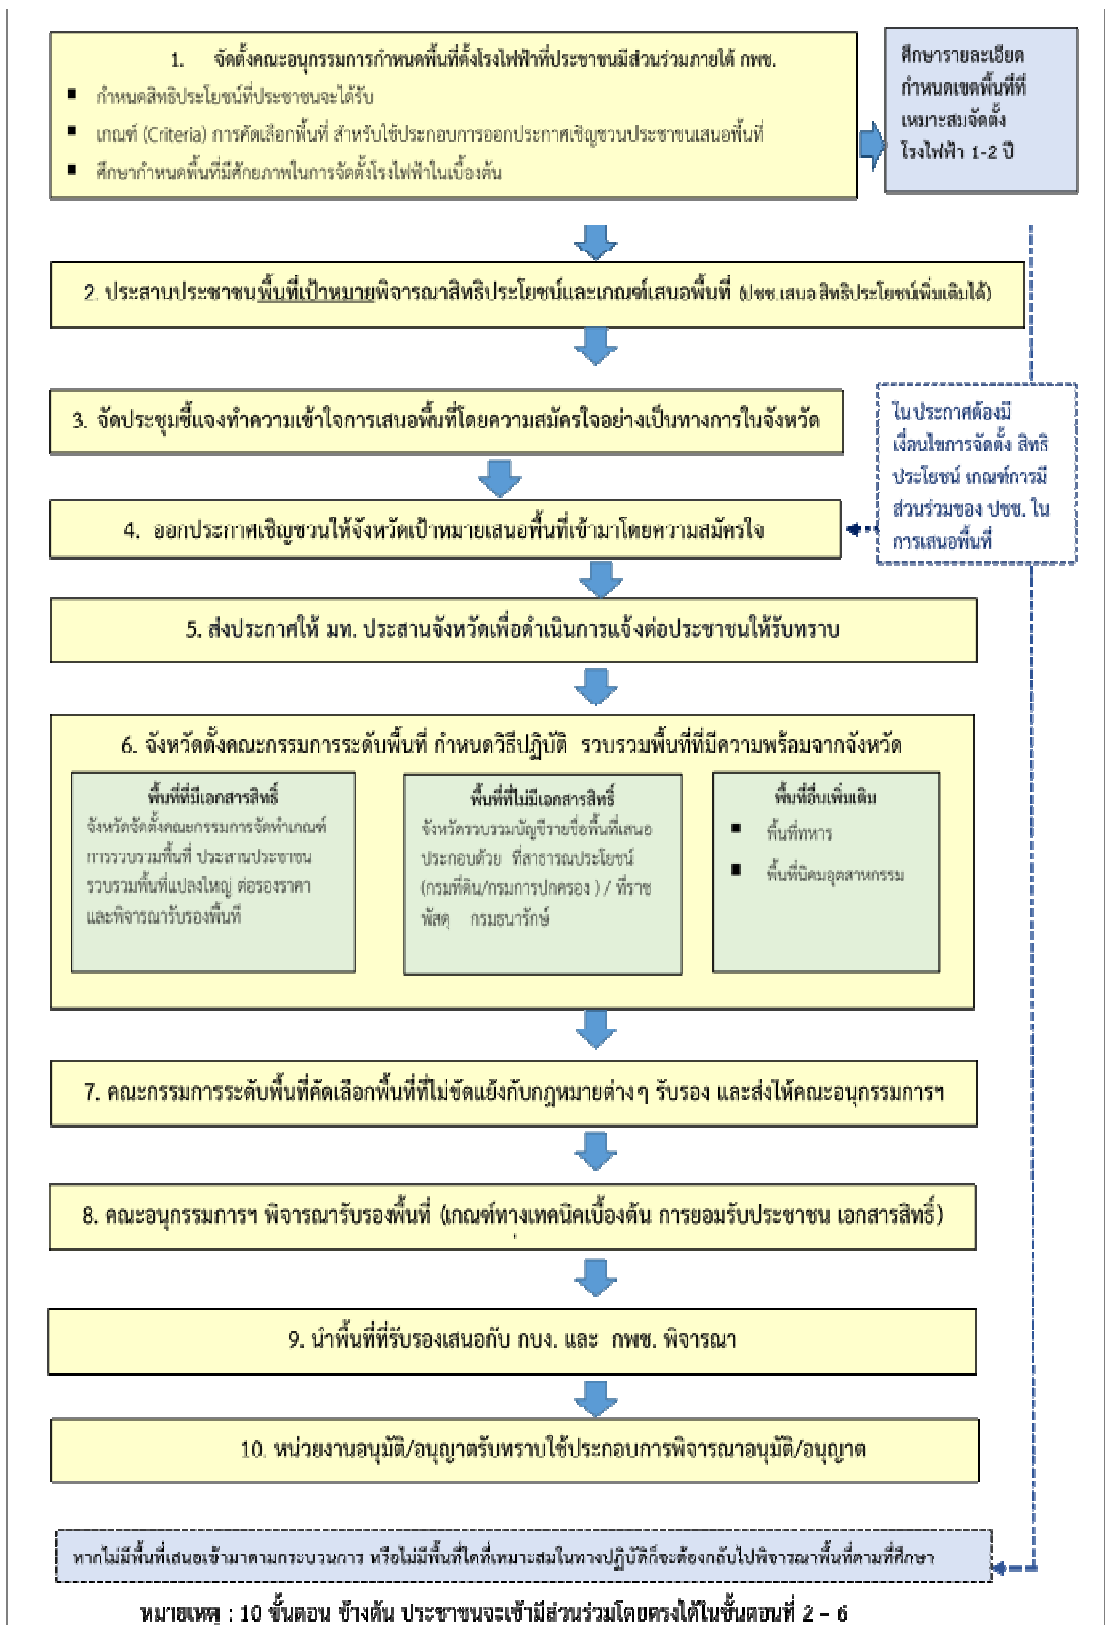 1. จัดตั้งคณะอนุกรรมการกำหนดพื้นที่ตั้งโรงไฟฟ้าที่ประชาชนมีส่วนร่วมภายใต้ กพช.
■ กำหนดสิทธิประโยชน์ที่ประชาชนจะได้รับ
■ เกณฑ์ (Criteria) การคัดเลือกพื้นที่ สำหรับใช้ประกอบการออกประกาศเชิญชวนประชาชนเสนอพื้นที่
■ ศึกษากำหนดพื้นที่มีศักยภาพในการจัดตั้งโรงไฟฟ้าในเบื้องต้น
ศึกษารายละเอียด
กำหนดเขตพื้นที่ที่
เหมาะสมจัดตั้ง
โรงไฟฟ้า 1-2 ปี
2. ประสานประชาชนพื้นที่เป้าหมายพิจารณาสิทธิประโยชน์และเกณฑ์เสนอพื้นที่ (ปชช.เสนอ สิทธิประโยชน์เพิ่มเติมได้)
3. จัดประชุมชี้แจงทำความเข้าใจการเสนอพื้นที่โดยความสมัครใจอย่างเป็นทางการในจังหวัด
ใน ประกาศต้องมี
เงื่อนไขการจัดตั้ง สิทธิ
ประโยชน์ เกณฑ์การมี
ส่วนร่วมของ ปชช. ใน
การเสนอพื้นที่
4. ออกประกาศเชิญชวนให้จังหวัดเป้าหมายเสนอพื้นที่เข้ามาโดยความสมัครใจ
5. ส่งประกาศให้ มท. ประสานจังหวัดเพื่อดำเนินการแจ้งต่อประชาชนให้รับทราบ
6. จังหวัดตั้งคณะกรรมการระดับพื้นที่ กำหนดวิธีปฏิบัติ รวบรวมพื้นที่ที่มีความพร้อมจากจังหวัด
พื้นที่ที่มีเอกสารสิทธิ์
จังหวัดจัดตั้งคณะกรรมการจัดทำเกณฑ์
การรวบรวมพื้นที่ ประสานประชาชน
รวบรวมพื้นที่แปลงใหญ่ ต่อรองราคา
และพิจารณารับรองพื้นที่
พื้นที่ที่ไม่มีเอกสารสิทธิ์
จังหวัดรวบรวมบัญชีรายชื่อพื้นที่เสนอ
ประกอบด้วย ที่สาธารณประโยชน์
(กรมที่ดิน/กรมการปกครอง ) / ที่ราช
พัสดุ กรมธนารักษ์
พื้นที่อื่นเพิ่มเติม
■ พื้นที่ทหาร
■ พื้นที่นิคมอุตสาหกรรม
7. คณะกรรมการระดับพื้นที่คัดเลือกพื้นที่ที่ไม่ขัดแย้งกับกฎหมายต่าง ๆ รับรอง และส่งให้คณะอนุกรรมการฯ
8. คณะอนุกรรมการฯ พิจารณารับรองพื้นที่ (เกณฑ์ทางเทคนิคเบื้องต้น การยอมรับประชาชน เอกสารสิทธิ์)
9. นำพื้นที่ที่รับรองเสนอกับ กบง. และ กพช. พิจารณา
10. หน่วยงานอนุมัติ/อนุญาตรับทราบใช้ประกอบการพิจารณาอนุมัติ/อนุญาต
หากไม่มีพื้นที่เสนอเข้ามาตามกระบวนการ หรือไม่มีพื้นที่ใดที่เหมาะสมในทางปฏิบัติก็จะต้องกลับไปพิจารณาพื้นที่ตามที่ศึกษา
หมายเหตุ : 10 ขั้นตอน ข้างต้น ประชาชนจะเข้ามีส่วนร่วมโดยตรงได้ในขั้นตอนที่ 2 – 6